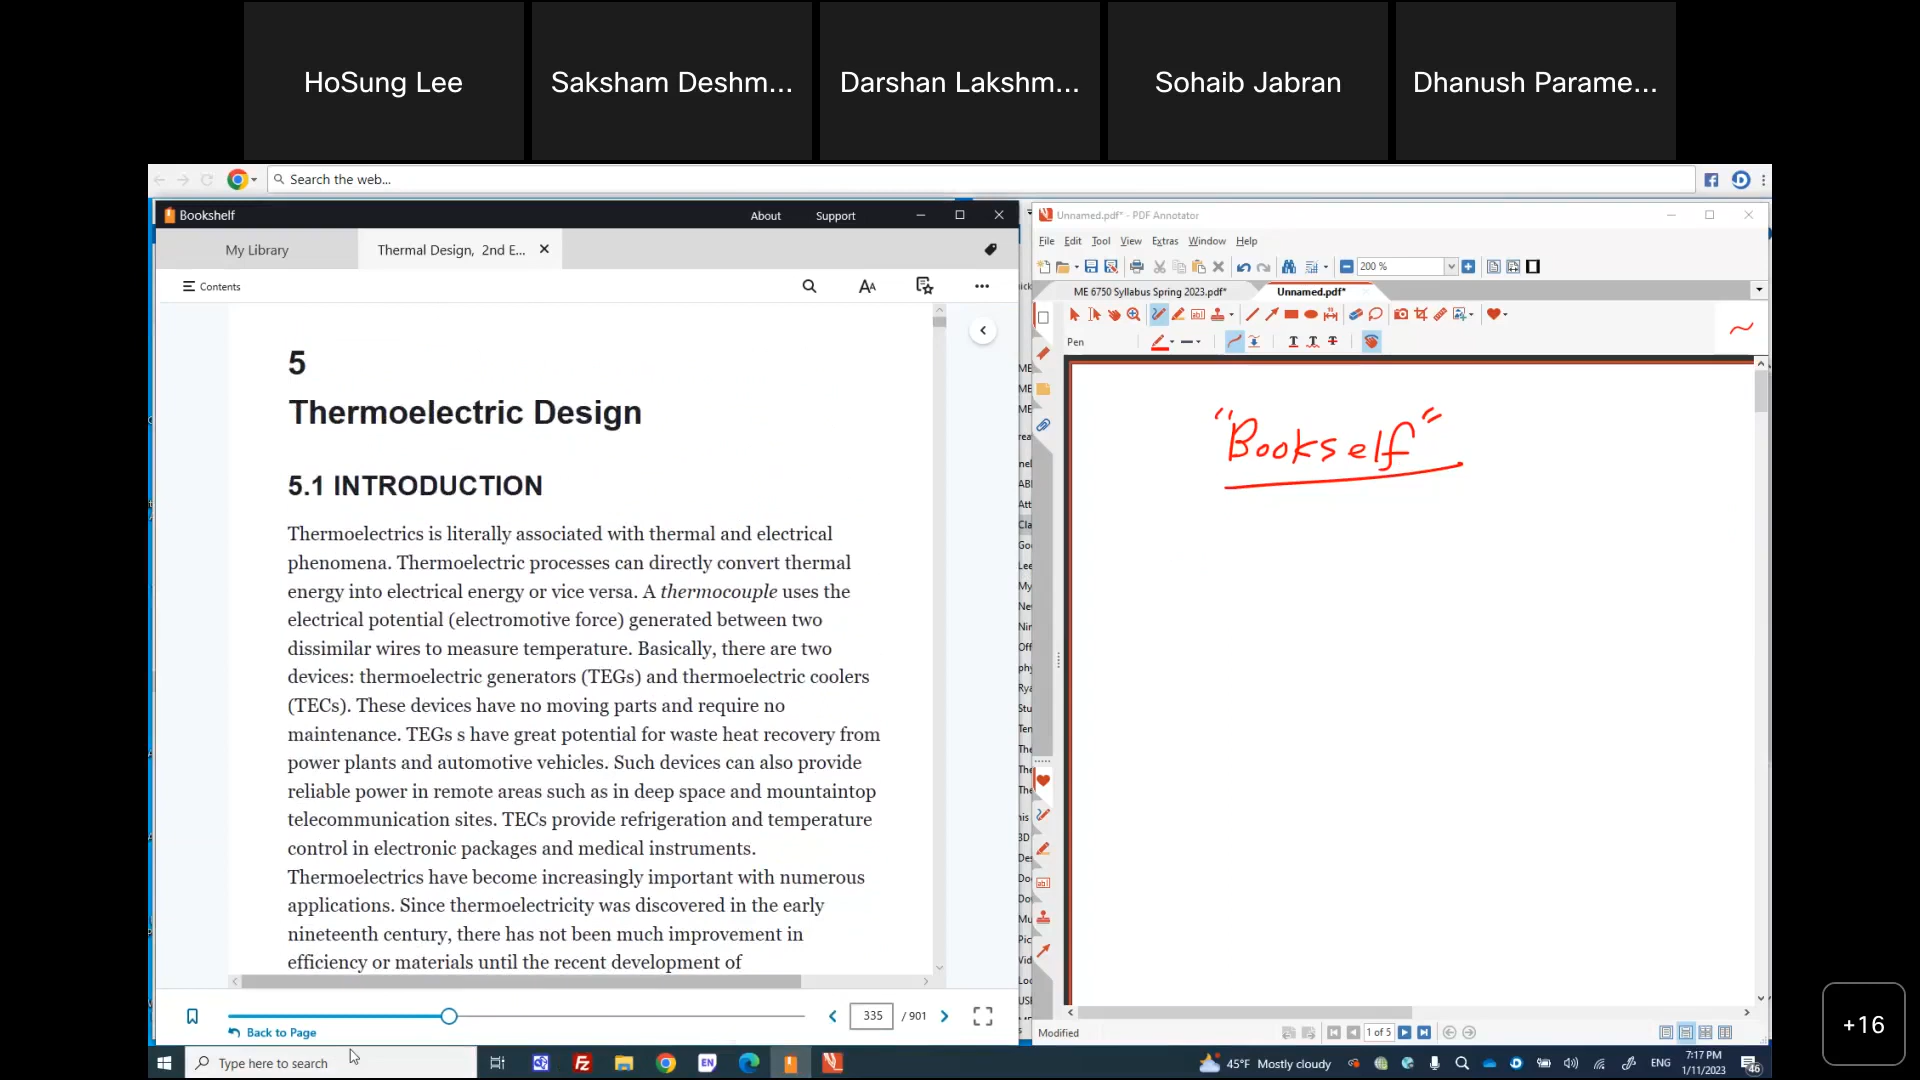 HoSung Lee
Saksham Deshm...
Darshan Lakshm...
Sohaib Jabran
Dhanush Parame...
Search the web...
Bookshelf
About
Support
My Library
Thermal Design, 2nd E...
Contents
5
Thermoelectric Design
5.1 INTRODUCTION
Thermoelectrics is literally associated with thermal and electrical
phenomena. Thermoelectric processes can directly convert thermal
energy into electrical energy or vice versa. A thermocouple uses the
electrical potential (electromotive force) generated between two
dissimilar wires to measure temperature. Basically, there are two
devices: thermoelectric generators (TEGs) and thermoelectric coolers
(TECs). These devices have no moving parts and require no
maintenance. TEGs s have great potential for waste heat recovery from
power plants and automotive vehicles. Such devices can also provide
reliable power in remote areas such as in deep space and mountaintop
telecommunication sites. TECs provide refrigeration and temperature
control in electronic packages and medical instruments.
Thermoelectrics have become increasingly important with numerous
applications. Since thermoelectricity was discovered in the early
nineteenth century, there has not been much improvement in
efficiency or materials until the recent development of
335 / 901
Back to Page
Unnamed.pdf* - PDF Annotator
File Edit Tool View Extras Window Help
200 %
ME 6750 Syllabus Spring 2023.pdf*
Unnamed.pdf*
Pen
"Bookself"
Modified
1 of 5
+16
Type here to search
45°F Mostly cloudy
ENG
7:17 PM
1/11/2023
46